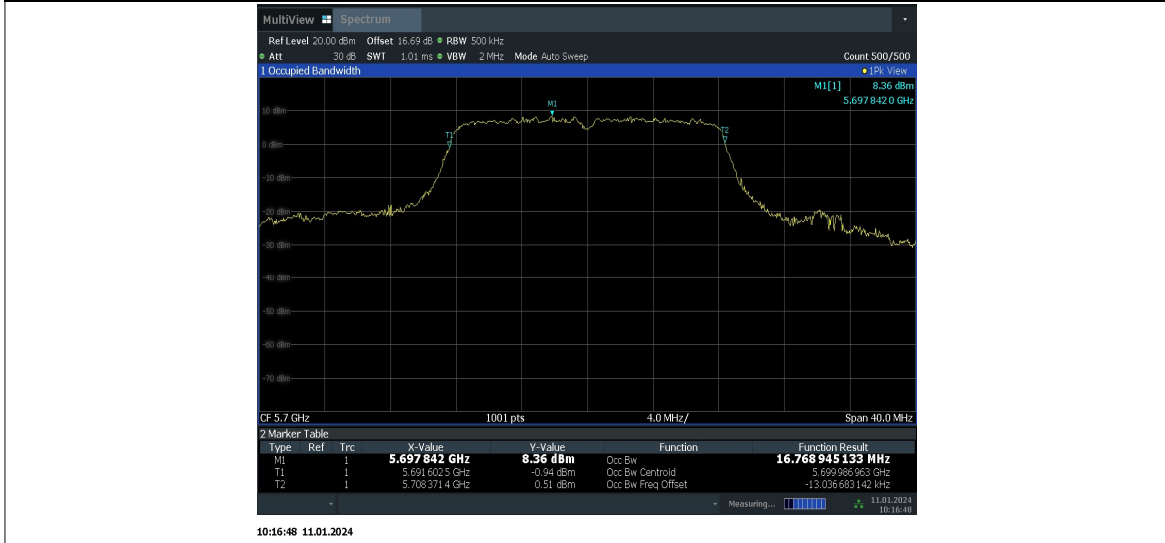 MultiView Spectrum
Ref Level 20.00 dBm Offset 16.69 dB RBW 500 kHz
Att 30 dB SWT 1.01 ms VBW 2 MHz Mode Auto Sweep Count 500/500
1 Occupied Bandwidth 1Pk View
M1[1] 8.36 dBm
5.697 842 0 GHz
M1
10 dBm
T1
T2
0 dBm
-10 dBm
-20 dBm
-30 dBm
-40 dBm
-50 dBm
-60 dBm
-70 dBm
CF 5.7 GHz 1001 pts 4.0 MHz/ Span 40.0 MHz
2 Marker Table
Type Ref Trc X-Value Y-Value Function Function Result
M1 1 5.697 842 GHz 8.36 dBm Occ Bw 16.768 945 133 MHz
T1 1 5.691 602 5 GHz -0.94 dBm Occ Bw Centroid 5.699 986 963 GHz
T2 1 5.708 371 4 GHz 0.51 dBm Occ Bw Freq Offset -13.036 683 142 kHz
Measuring... 11.01.2024
10:16:48
10:16:48 11.01.2024